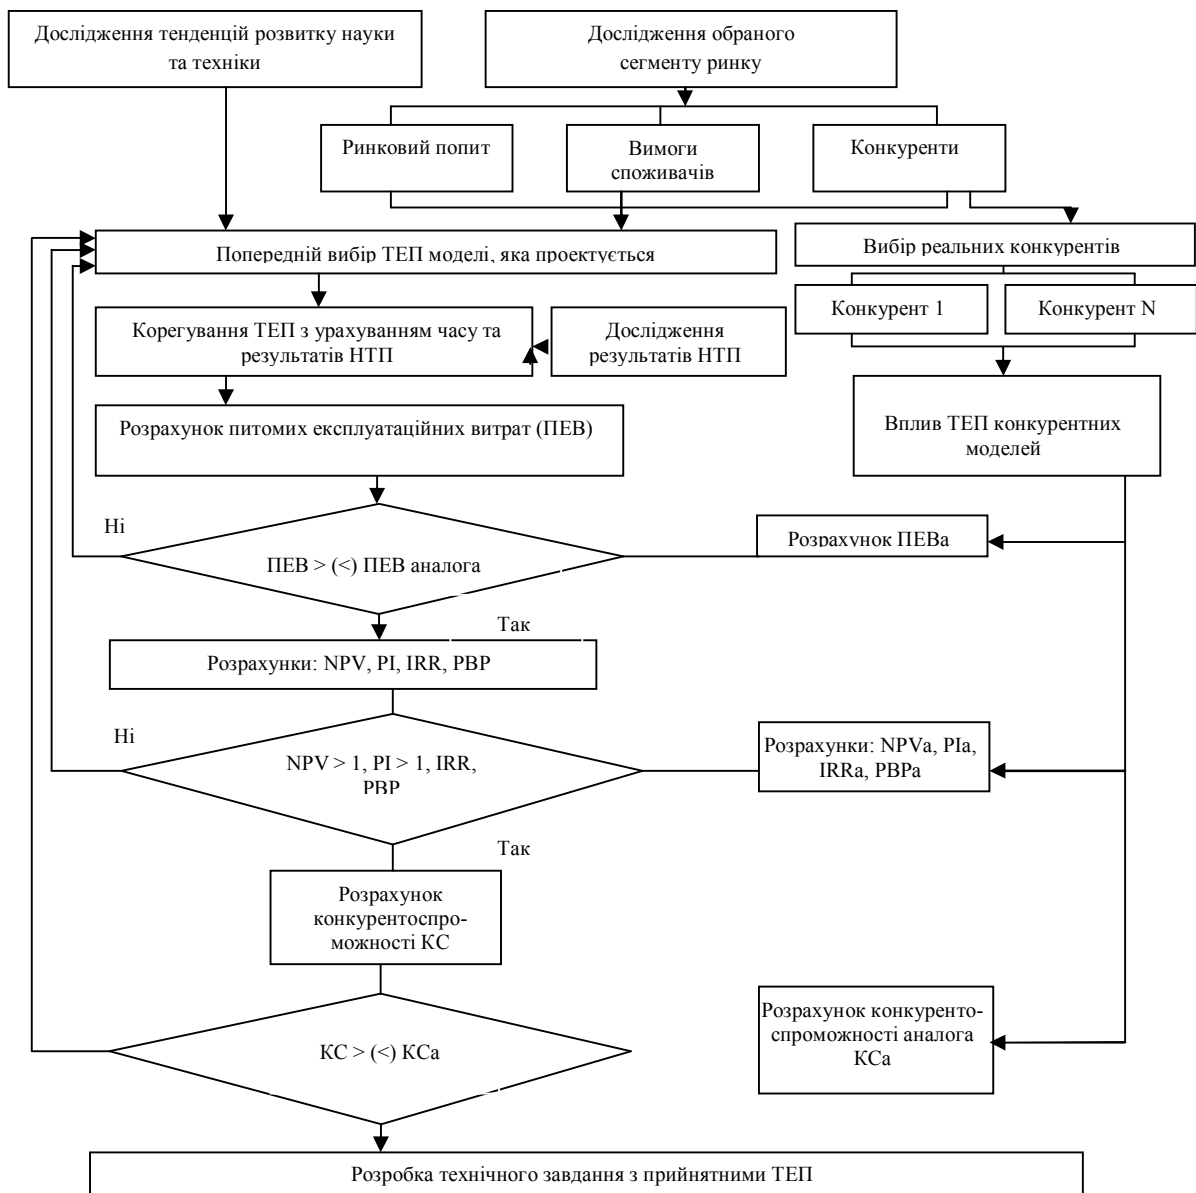 Дослідження тенденцій розвитку науки
та техніки
Дослідження обраного
сегменту ринку
Ринковий попит
Вимоги
споживачів
Конкуренти
Попередній вибір ТЕП моделі, яка проектується
Вибір реальних конкурентів
Корегування ТЕП з урахуванням часу та
результатів НТП
Дослідження
результатів НТП
Конкурент 1
Конкурент N
Розрахунок питомих експлуатаційних витрат (ПЕВ)
Вплив ТЕП конкурентних
моделей
Ні
ПЕВ > (<) ПЕВ аналога
Розрахунок ПЕВа
Так
Розрахунки: NPV, PI, IRR, PBP
Ні
NPV > 1, PI > 1, IRR,
PBP
Розрахунки: NPVa, PIa,
IRRa, PBPa
Так
Розрахунок
конкурентоспро-
можності КС
КС > (<) КСа
Розрахунок конкуренто-
спроможності аналога
КСа
Розробка технічного завдання з прийнятними ТЕП